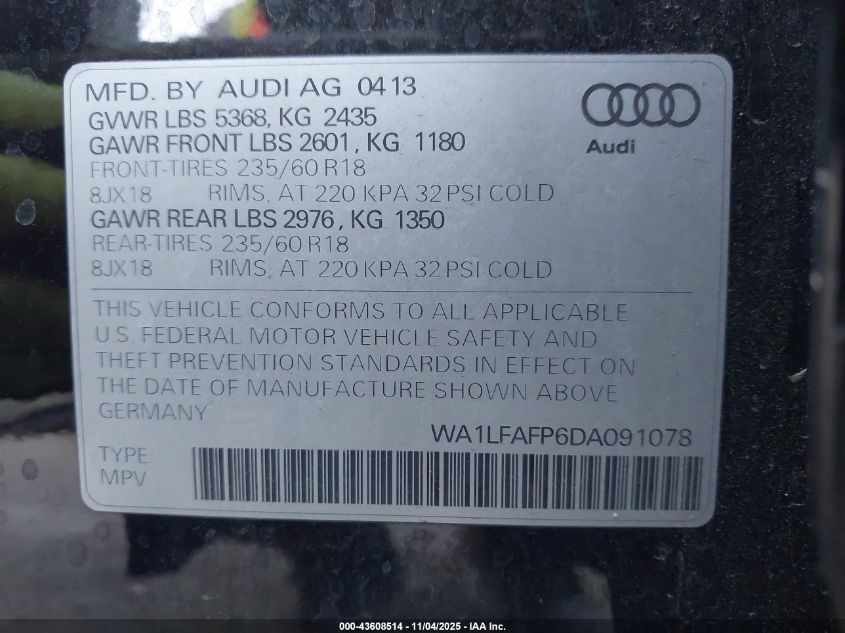 MFD. BY AUDI AG 0413
GVWR LBS 5368, KG 2435
GAWR FRONT LBS 2601, KG 1180
FRONT-TIRES 235/60 R18
8JX18 RIMS, AT 220 KPA 32 PSI COLD
GAWR REAR LBS 2976, KG 1350
REAR-TIRES 235/60 R18
8JX18 RIMS, AT 220 KPA 32 PSI COLD
Audi
THIS VEHICLE CONFORMS TO ALL APPLICABLE
U.S. FEDERAL MOTOR VEHICLE SAFETY AND
THEFT PREVENTION STANDARDS IN EFFECT ON
THE DATE OF MANUFACTURE SHOWN ABOVE
GERMANY
WA1LFAFP6DA091078
TYPE:
MPV
000-43608514 - 11/04/2025 - IAA Inc.